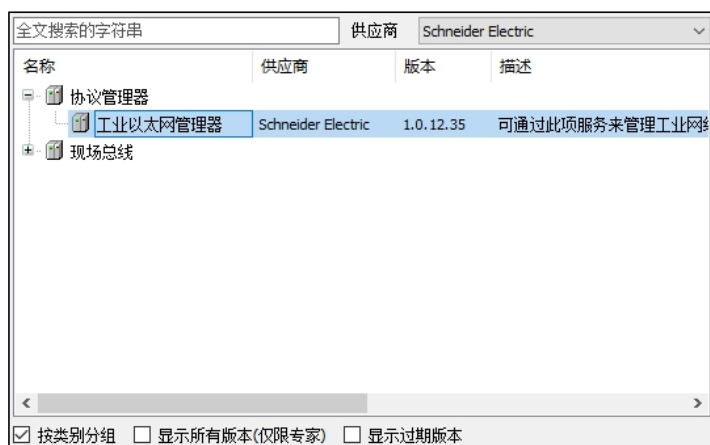 全文搜索的字符串 供应商 Schneider Electric
名称 供应商 版本 描述
协议管理器
工业以太网管理器 Schneider Electric 1.0.12.35 可通过此项服务来管理工业网
现场总线
按类别分组 显示所有版本(仅限专家) 显示过期版本